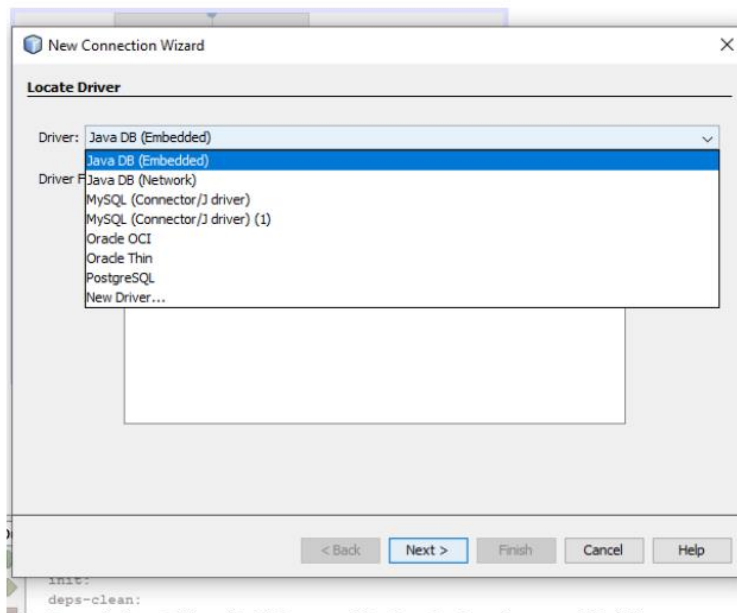 New Connection Wizard
Locate Driver
Driver: Java DB (Embedded)
Java DB (Embedded)
Driver F
Java DB (Network)
MySQL (Connector/J driver)
MySQL (Connector/J driver) (1)
Oracle OCI
Oracle Thin
PostgreSQL
New Driver...
< Back Next > Finish Cancel Help
init:
deps-clean: